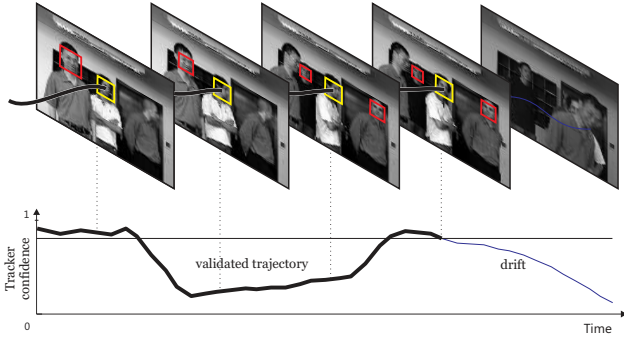 1
Tracker
confidence
validated trajectory
drift
0
Time